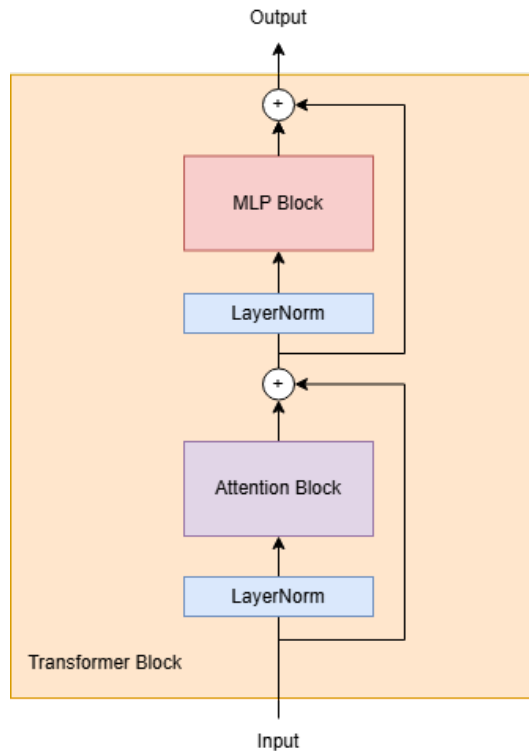 Output
+
MLP Block
LayerNorm
+
Attention Block
LayerNorm
Transformer Block
Input